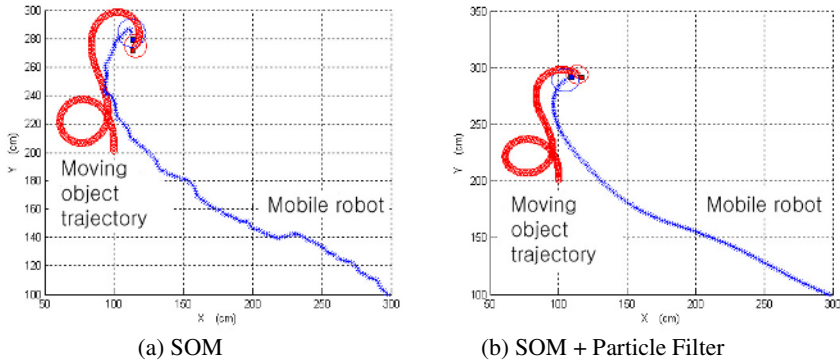 300
280
260
240
220
200
180
160
140
120
100
50
100
150
200
250
300
Y (cm)
X (cm)
Moving
object
trajectory
Mobile robot
(a) SOM
350
300
250
200
150
100
50
100
150
200
250
300
Y (cm)
X (cm)
Moving
object
trajectory
Mobile robot
(b) SOM + Particle Filter